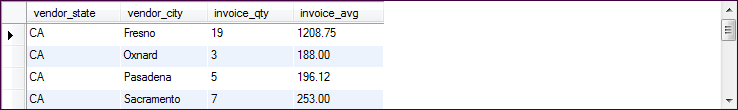 vendor_state vendor_city invoice_qty invoice_avg
CA Fresno 19 1208.75
CA Oxnard 3 188.00
CA Pasadena 5 196.12
CA Sacramento 7 253.00